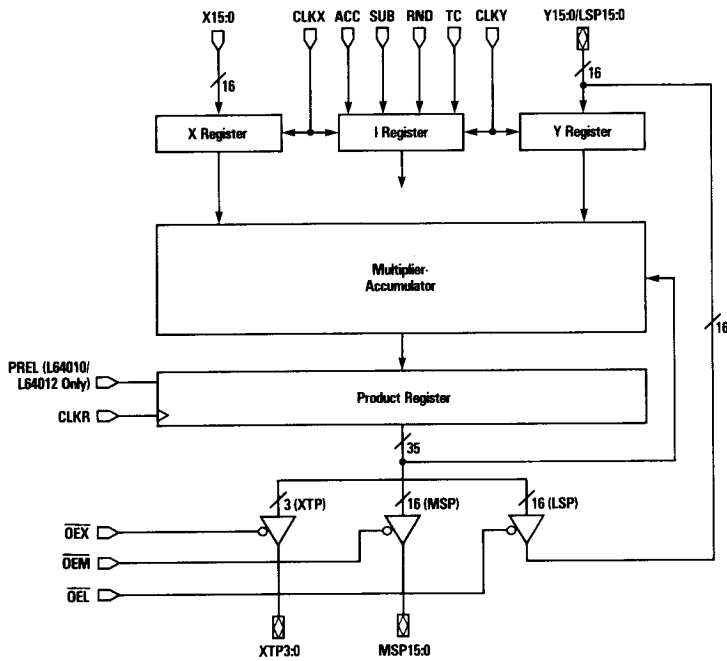 X15:0
CLKX
ACC
SUB
RND
TC
CLKY
Y15:0/LSP15:0
16
16
X Register
I Register
Y Register
Multiplier-
Accumulator
16
PREL (L64010/
L64012 Only)
Product Register
CLKR
35
3 (XTP)
16 (MSP)
16 (LSP)
OEX
OEM
OEL
XTP3:0
MSP15:0